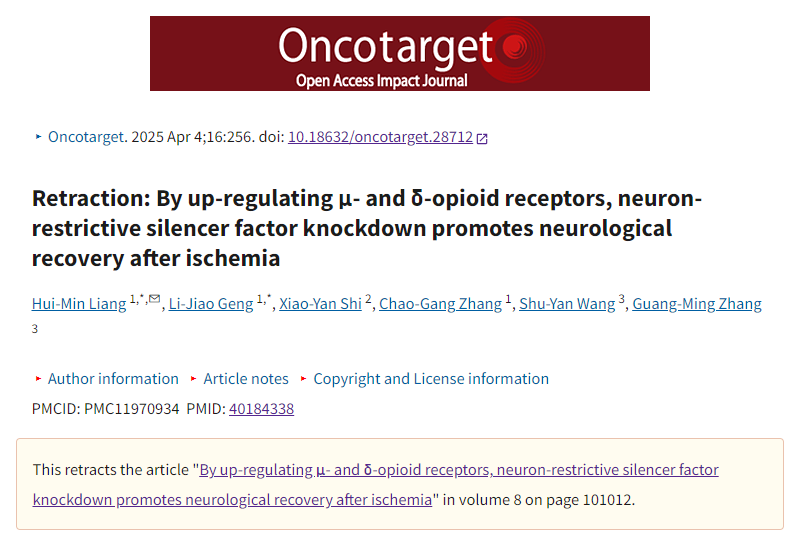 Oncotarget
Open Access Impact Journal
▸ Oncotarget. 2025 Apr 4;16:256. doi: 10.18632/oncotarget.28712
Retraction: By up-regulating μ- and δ-opioid receptors, neuron-
restrictive silencer factor knockdown promotes neurological
recovery after ischemia
Hui-Min Liang 1,*,✉, Li-Jiao Geng 1,*, Xiao-Yan Shi 2, Chao-Gang Zhang 1, Shu-Yan Wang 3, Guang-Ming Zhang
3
▸ Author information ▸ Article notes ▸ Copyright and License information
PMCID: PMC11970934 PMID: 40184338
This retracts the article "By up-regulating μ- and δ-opioid receptors, neuron-restrictive silencer factor
knockdown promotes neurological recovery after ischemia" in volume 8 on page 101012.